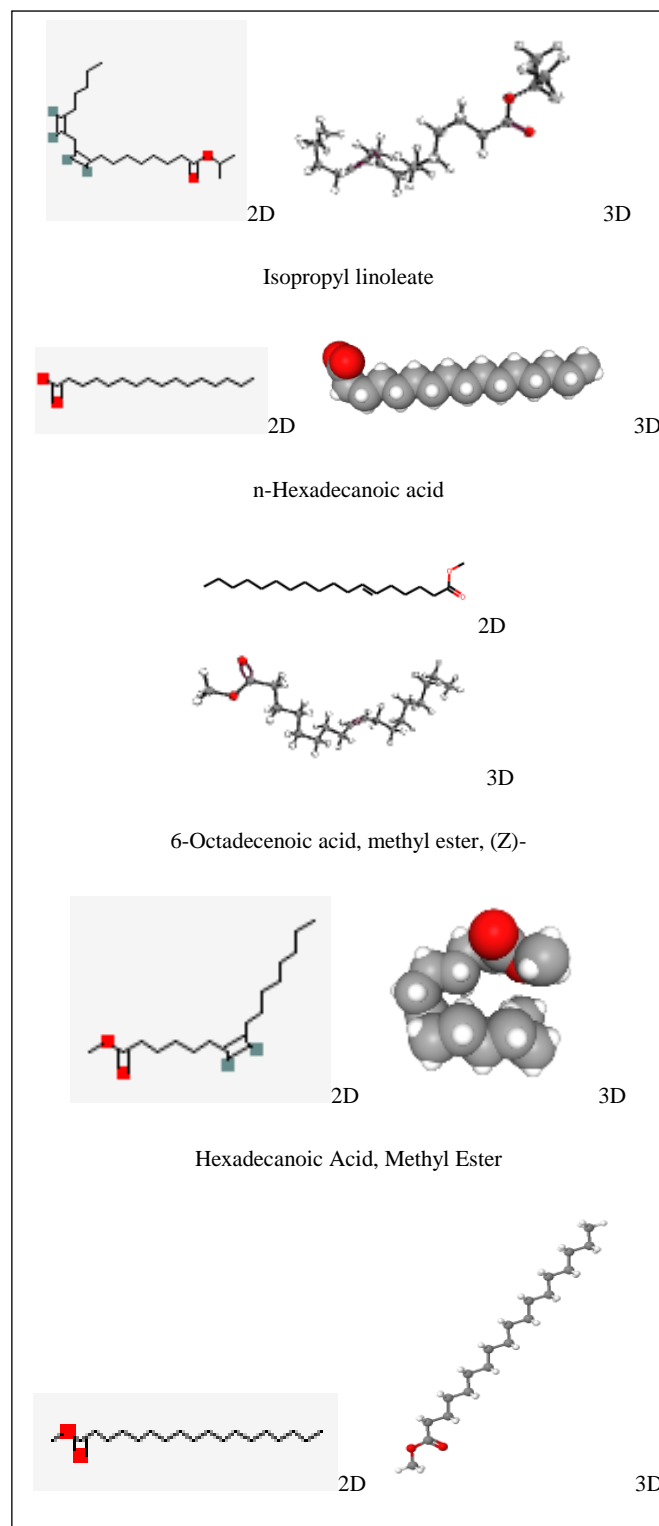 2D 3D
Isopropyl linoleate
2D 3D
n-Hexadecanoic acid
2D
3D
6-Octadecenoic acid, methyl ester, (Z)-
2D 3D
Hexadecanoic Acid, Methyl Ester
2D 3D